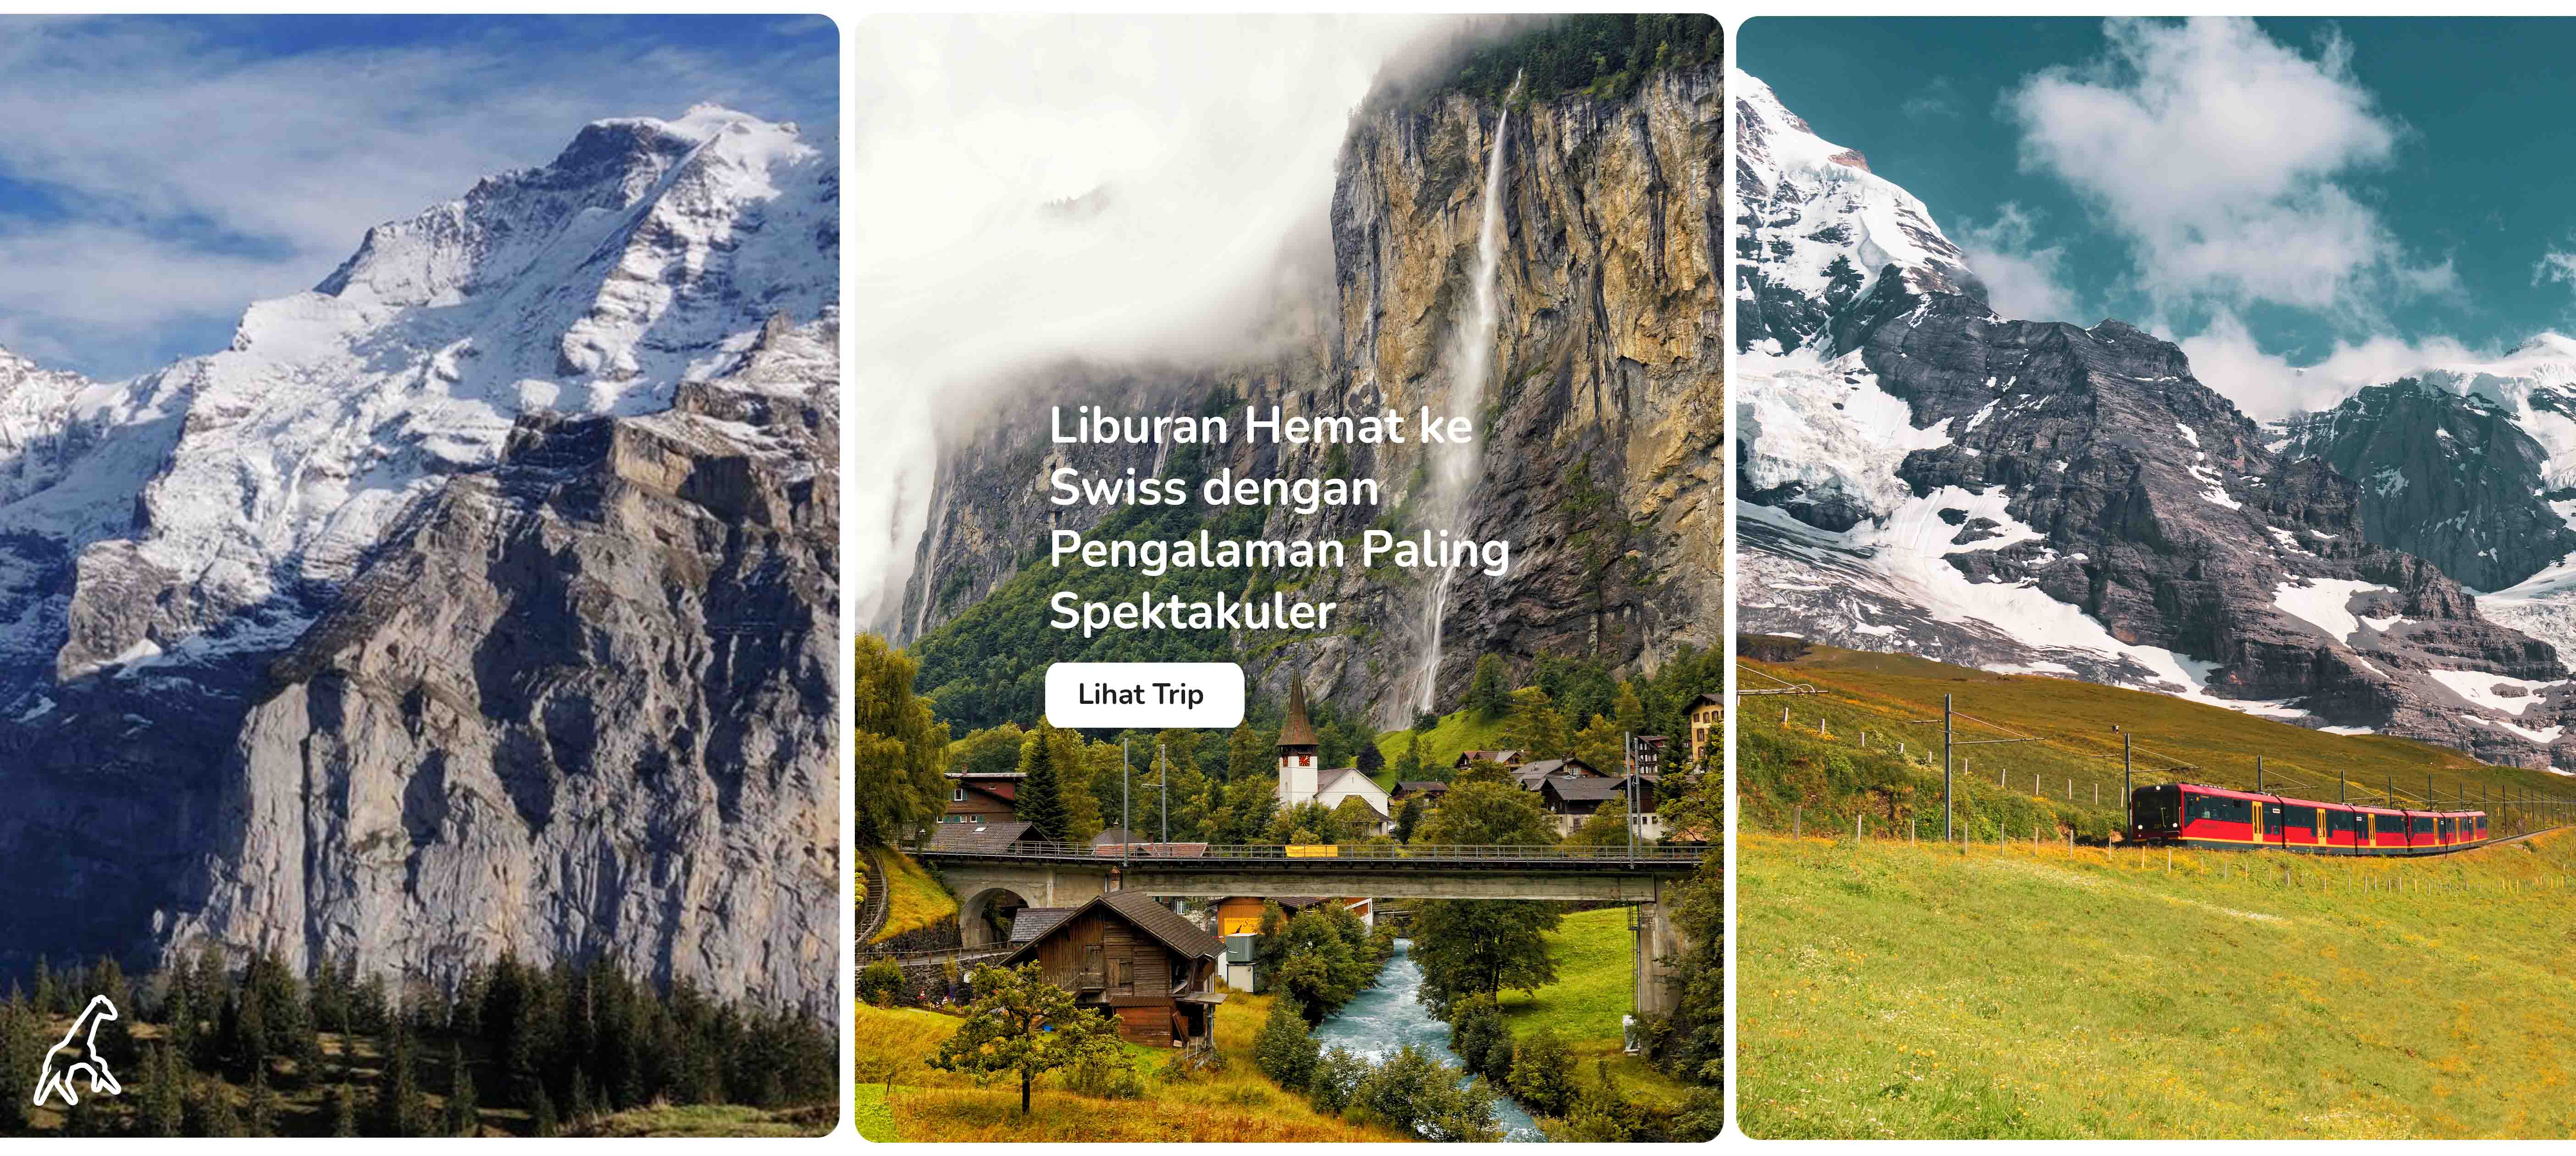 Liburan Hemat ke
Swiss dengan
Pengalaman Paling
Spektakuler
Lihat Trip